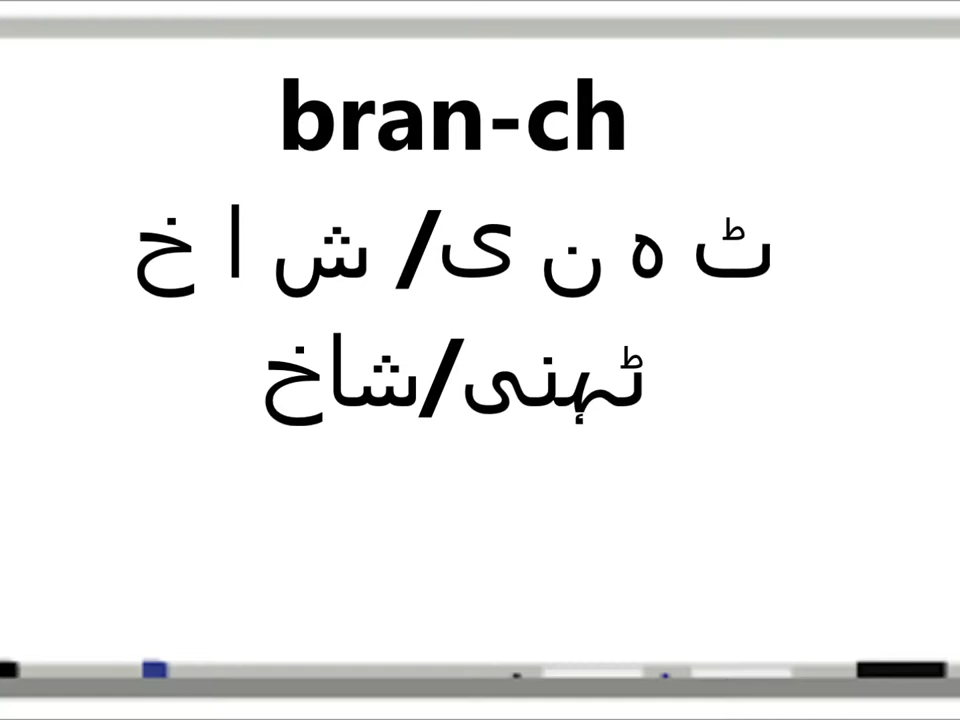 bran-ch
ٹ ہ ن ی/ ش ا خ
ٹہنی/شاخ